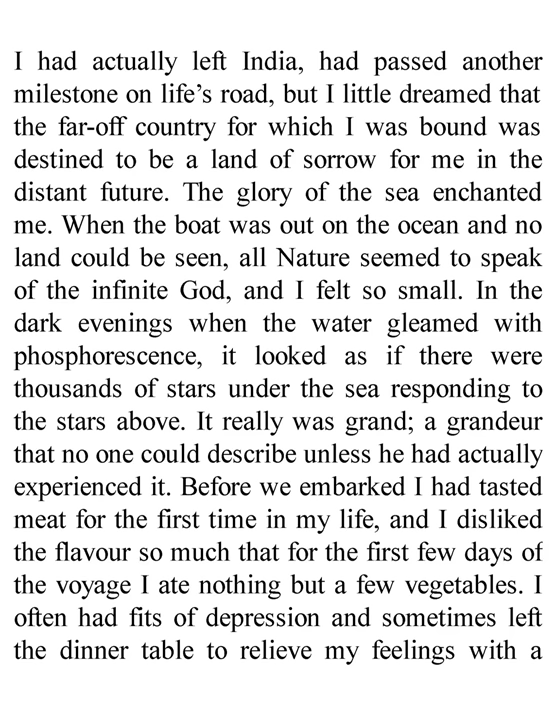 I had actually left India, had passed another
milestone on life’s road, but I little dreamed that
the far-off country for which I was bound was
destined to be a land of sorrow for me in the
distant future. The glory of the sea enchanted
me. When the boat was out on the ocean and no
land could be seen, all Nature seemed to speak
of the infinite God, and I felt so small. In the
dark evenings when the water gleamed with
phosphorescence, it looked as if there were
thousands of stars under the sea responding to
the stars above. It really was grand; a grandeur
that no one could describe unless he had actually
experienced it. Before we embarked I had tasted
meat for the first time in my life, and I disliked
the flavour so much that for the first few days of
the voyage I ate nothing but a few vegetables. I
often had fits of depression and sometimes left
the dinner table to relieve my feelings with a